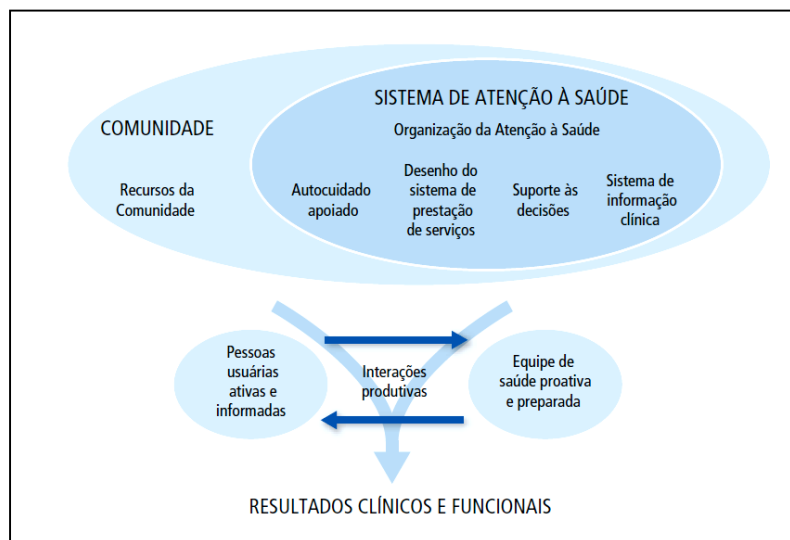 SISTEMA DE ATENÇÃO À SAÚDE
COMUNIDADE
Organização da Atenção à Saúde
Recursos da
Comunidade
Autocuidado
apoiado
Desenho do
sistema de
prestação
de serviços
Suporte às
decisões
Sistema de
informação
clínica
Pessoas
usuárias
ativas e
informadas
Interações
produtivas
Equipe de
saúde proativa
e preparada
RESULTADOS CLÍNICOS E FUNCIONAIS